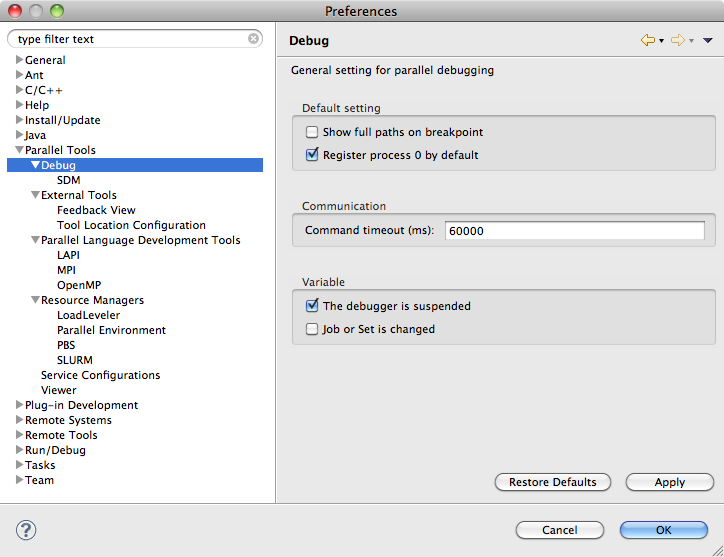 Preferences
type filter text
General
Ant
C/C++
Help
Install/Update
Java
Parallel Tools
Debug
SDM
External Tools
Feedback View
Tool Location Configuration
Parallel Language Development Tools
LAPI
MPI
OpenMP
Resource Managers
LoadLeveler
Parallel Environment
PBS
SLURM
Service Configurations
Viewer
Plug-in Development
Remote Systems
Remote Tools
Run/Debug
Tasks
Team
Debug
General setting for parallel debugging
Default setting
Show full paths on breakpoint
Register process 0 by default
Communication
Command timeout (ms): 60000
Variable
The debugger is suspended
Job or Set is changed
Restore Defaults Apply
? Cancel OK